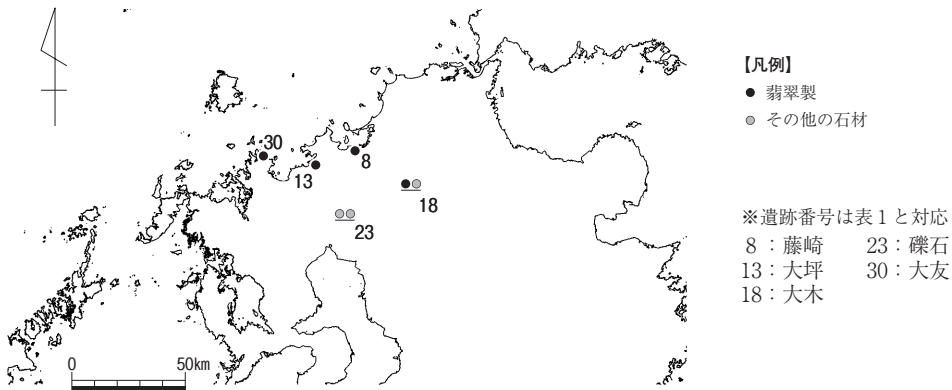 30
13
8
18
23
0 50km
【凡例】
● 翡翠製
● その他の石材
※遺跡番号は表１と対応
8：藤崎 23：礫石
13：大坪 30：大友
18：大木